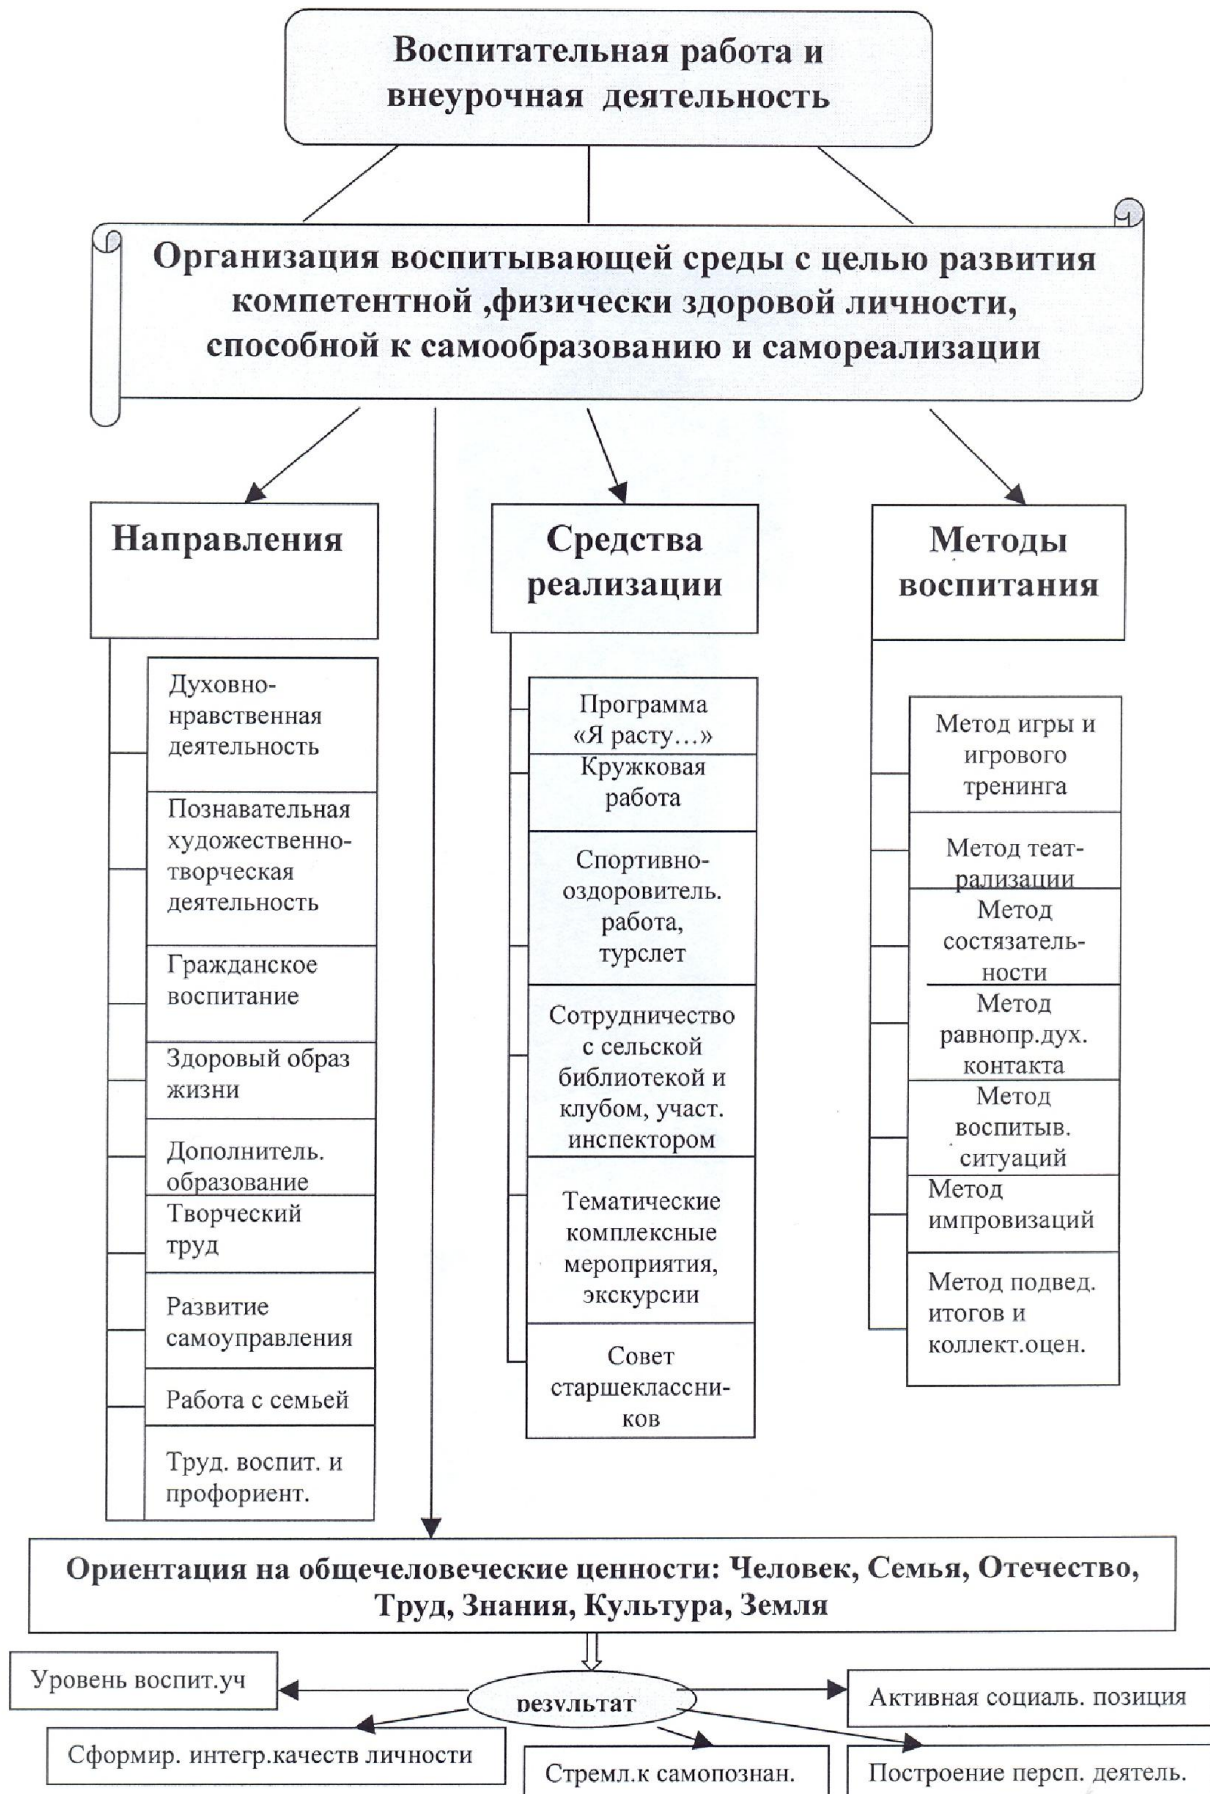 Воспитательная работа и
внеурочная деятельность
Организация воспитывающей среды с целью развития
компетентной ,физически здоровой личности,
способной к самообразованию и самореализации
Направления
Духовно-
нравственная
деятельность
Познавательная
художественно-
творческая
деятельность
Гражданское
воспитание
Здоровый образ
жизни
Дополнитель.
образование
Творческий
труд
Развитие
самоуправления
Работа с семьей
Труд. воспит. и
профориент.
Средства
реализации
Программа
«Я расту…»
Кружковая
работа
Спортивно-
оздоровитель.
работа,
турслет
Сотрудничество
с сельской
библиотекой и
клубом, участ.
инспектором
Тематические
комплексные
мероприятия,
экскурсии
Совет
старшеклассни-
ков
Методы
воспитания
Метод игры и
игрового
тренинга
Метод теат-
рализации
Метод
состязатель-
ности
Метод
равнопр.дух.
контакта
Метод
воспитыв.
ситуаций
Метод
импровизаций
Метод подвед.
итогов и
коллект.оцен.
Ориентация на общечеловеческие ценности: Человек, Семья, Отечество,
Труд, Знания, Культура, Земля
результат
Уровень воспит.уч
Активная социаль. позиция
Сформир. интегр.качеств личности
Стремл.к самопознан.
Построение персп. деятель.